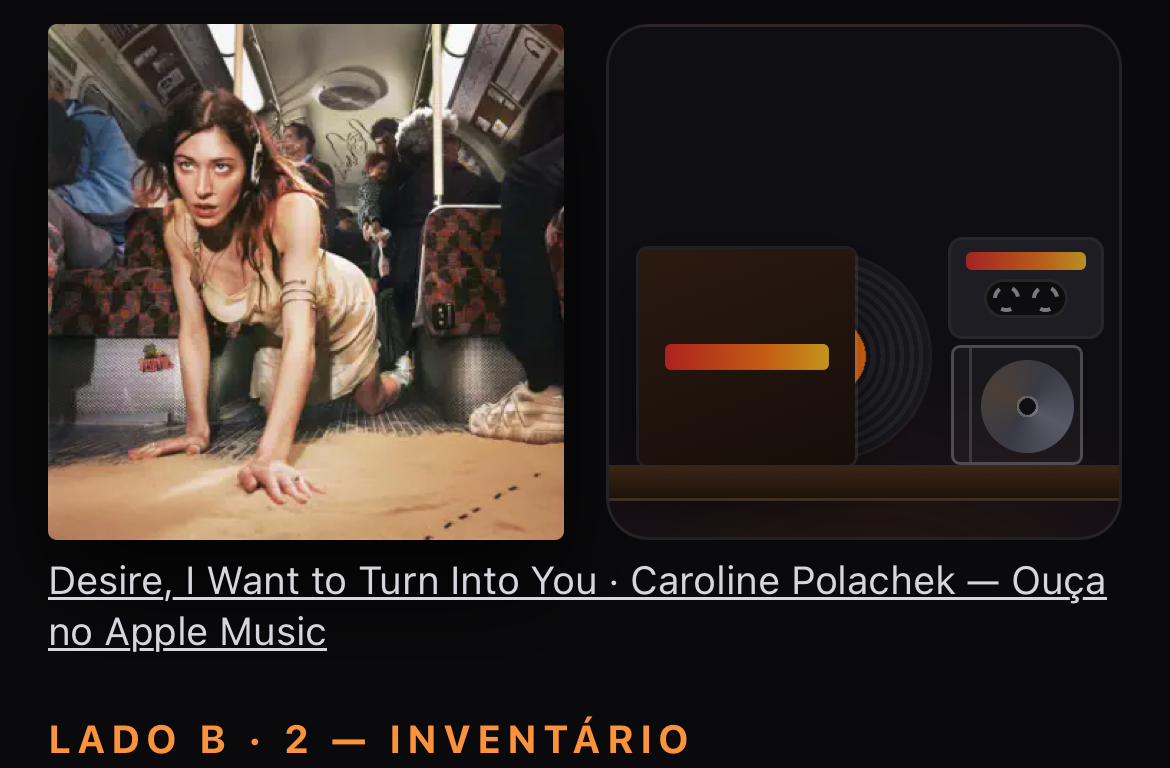 Desire, I Want to Turn Into You · Caroline Polachek — Ouça
no Apple Music
LADO B · 2 — INVENTÁRIO